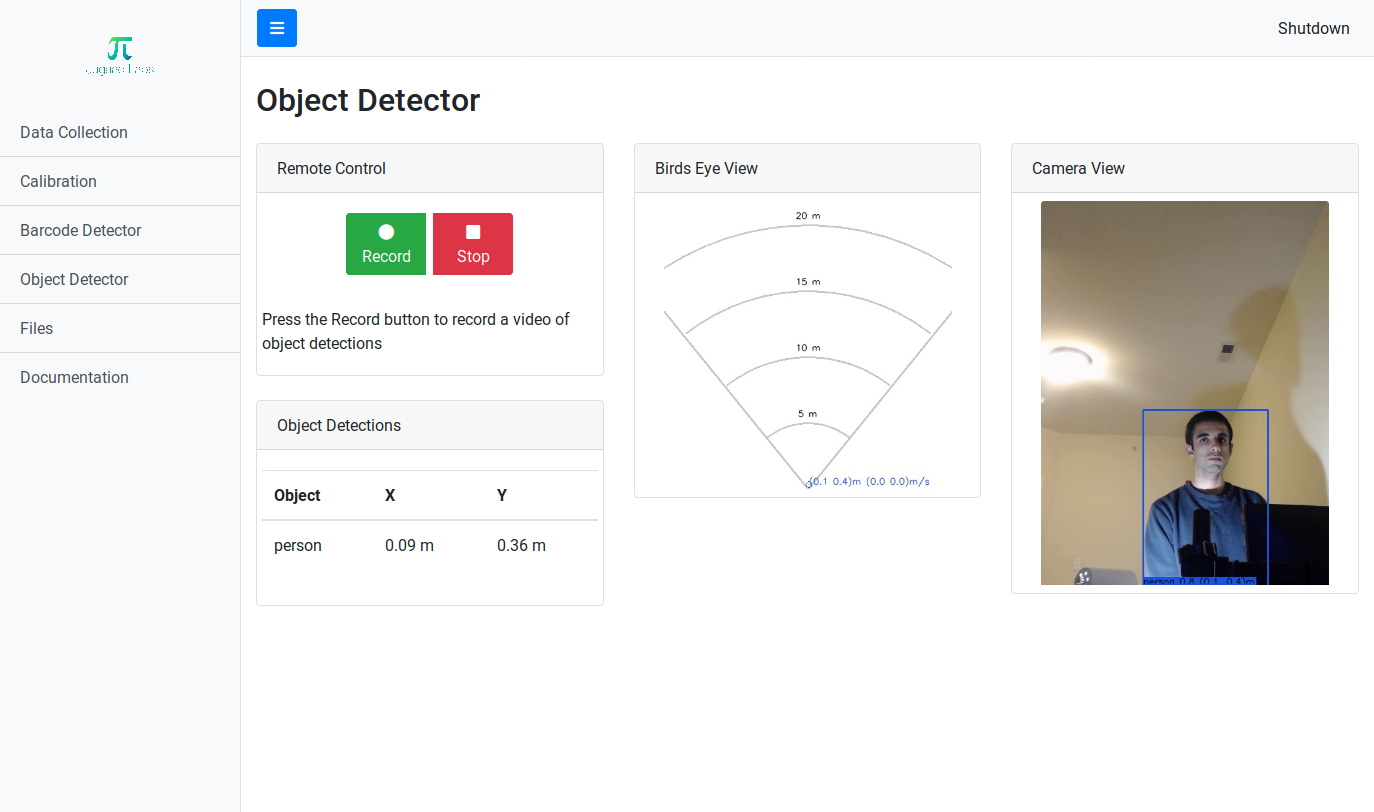 π
Shutdown
Data Collection
Calibration
Barcode Detector
Object Detector
Files
Documentation
Object Detector
Remote Control
Record
Stop
Press the Record button to record a video of
object detections
Object Detections
Object X Y
person 0.09 m 0.36 m
Birds Eye View
20 m
15 m
10 m
5 m
(0.1 0.4)m (0.0 0.0)m/s
Camera View
person 0.8 (0.1 0.4)m